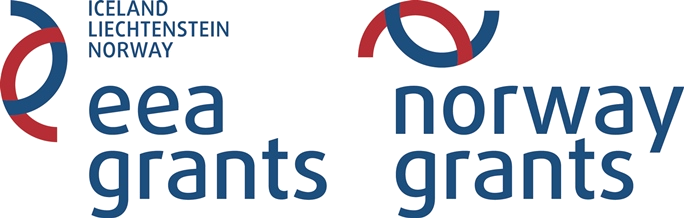 ICELAND
LIECHTENSTEIN
NORWAY
eea
grants
norway
grants